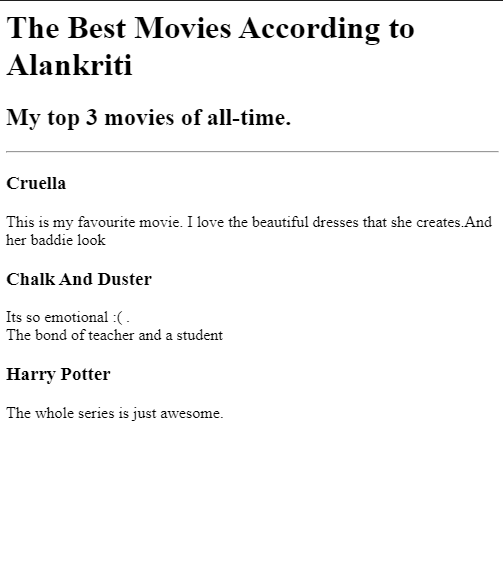 The Best Movies According to
Alankriti
My top 3 movies of all-time.
Cruella
This is my favourite movie. I love the beautiful dresses that she creates.And
her baddie look
Chalk And Duster
Its so emotional :( .
The bond of teacher and a student
Harry Potter
The whole series is just awesome.